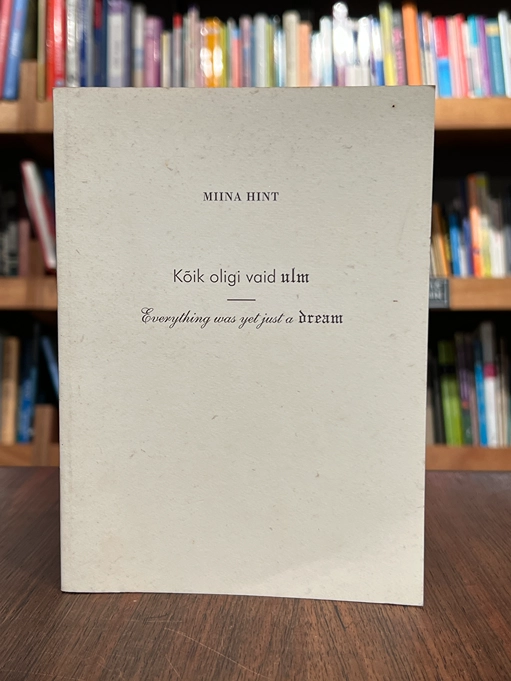 MIINA HINT
Kõik oligi vaid ulm
Everything was yet just a dream